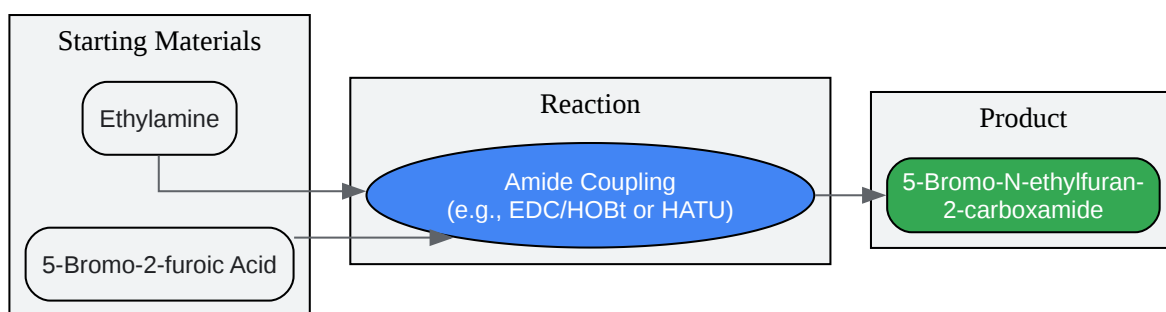 Starting Materials
Ethylamine
5-Bromo-2-furoic Acid
Reaction
Amide Coupling
(e.g., EDC/HOBt or HATU)
Product
5-Bromo-N-ethylfuran-
2-carboxamide